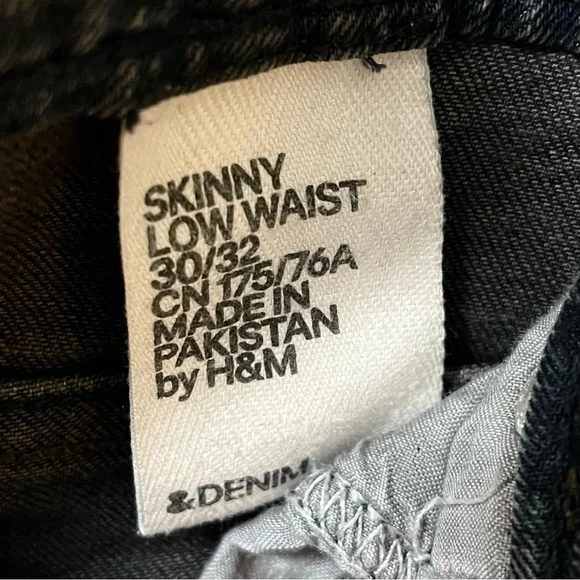 SKINNY
LOW WAIST
30/32
CN 175/76A
MADE IN
PAKISTAN
by H&M
&DENIM